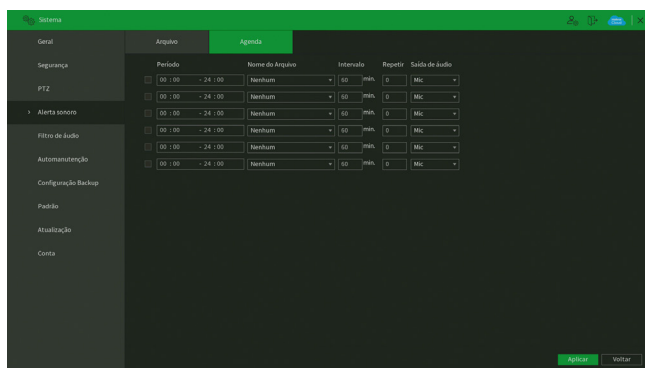 Sistema
Geral
Segurança
PTZ
Alerta sonoro
Filtro de áudio
Automanutenção
Configuração Backup
Padrão
Atualização
Conta
Arquivo Agenda
Período Nome do Arquivo Intervalo Repetir Saída de áudio
00 : 00 - 24 : 00 Nenhum 60 min. 0 Mic
00 : 00 - 24 : 00 Nenhum 60 min. 0 Mic
00 : 00 - 24 : 00 Nenhum 60 min. 0 Mic
00 : 00 - 24 : 00 Nenhum 60 min. 0 Mic
00 : 00 - 24 : 00 Nenhum 60 min. 0 Mic
00 : 00 - 24 : 00 Nenhum 60 min. 0 Mic
Aplicar Voltar